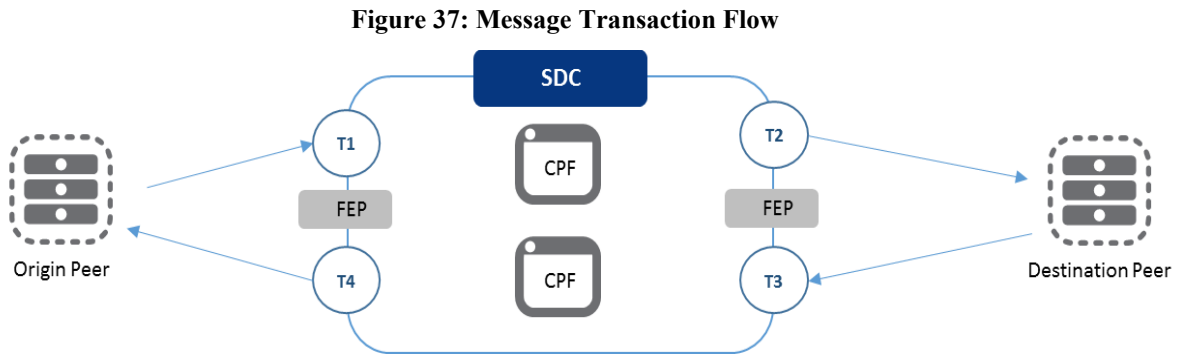 Figure 37: Message Transaction Flow
SDC
T1
T2
CPF
FEP
FEP
Origin Peer
Destination Peer
CPF
T4
T3